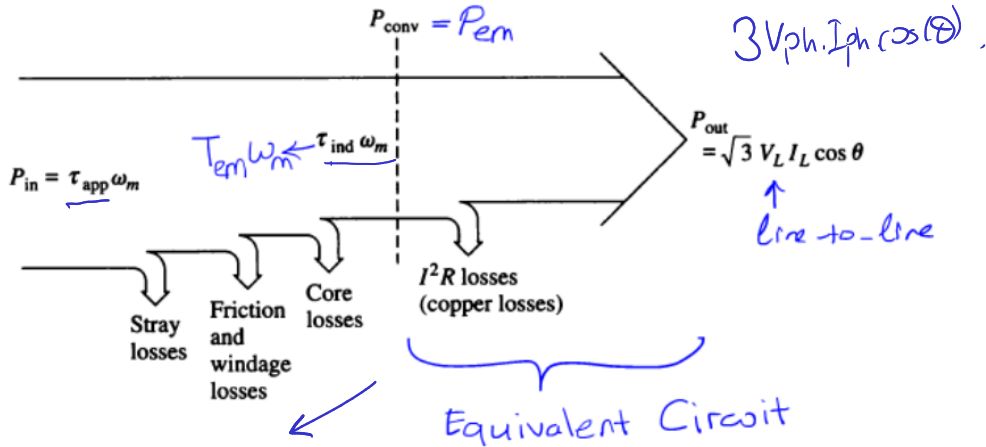 P_conv = P_em
3Vph.Iph cos(θ).
T_em ω_m ← τ_ind ω_m
P_out
= √3 V_L I_L cos θ
P_in = τ_app ω_m
line-to-line
Stray
losses
Friction
and
windage
losses
Core
losses
I²R losses
(copper losses)
Equivalent Circuit